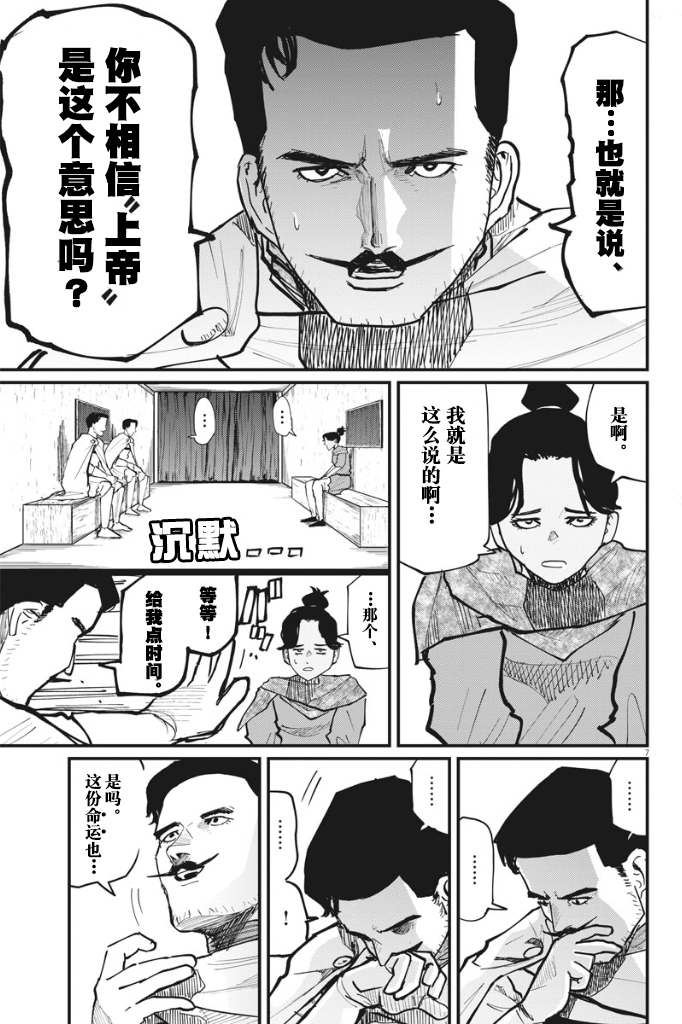 那…也就是说、
你不相信“上帝”
是这个意思吗？
是啊。
我就是
这么说的啊…
…
…
沉默…
…那个、
等等！
给我点时间。
7
……
……
……
！
是吗。
这份命运也…